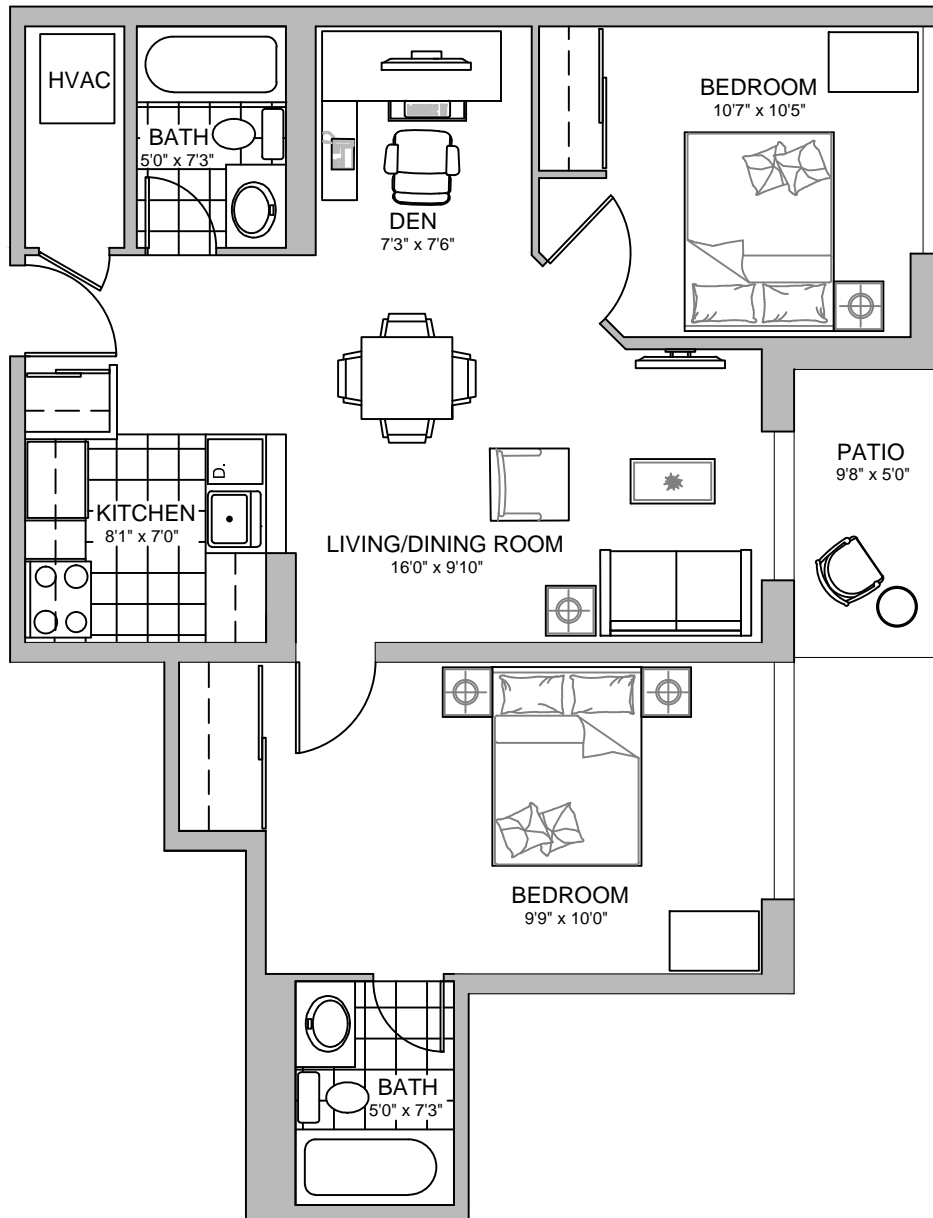 HVAC
BATH
5'0" x 7'3"
DEN
7'3" x 7'6"
BEDROOM
10'7" x 10'5"
D.
KITCHEN
8'1" x 7'0"
LIVING/DINING ROOM
16'0" x 9'10"
PATIO
9'8" x 5'0"
BEDROOM
9'9" x 10'0"
BATH
5'0" x 7'3"